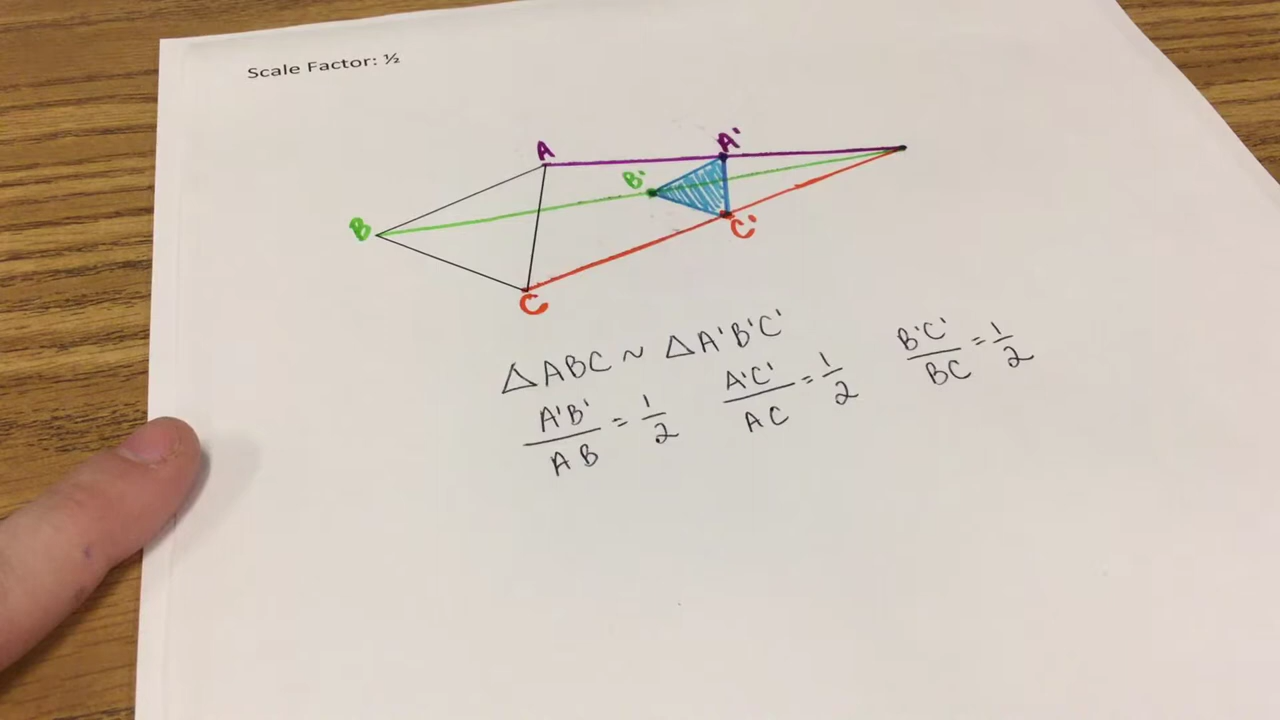 Scale Factor: ½
A A'
B B'
C C'
△ABC ~ △A'B'C'
A'B'/AB = 1/2 A'C'/AC = 1/2 B'C'/BC = 1/2